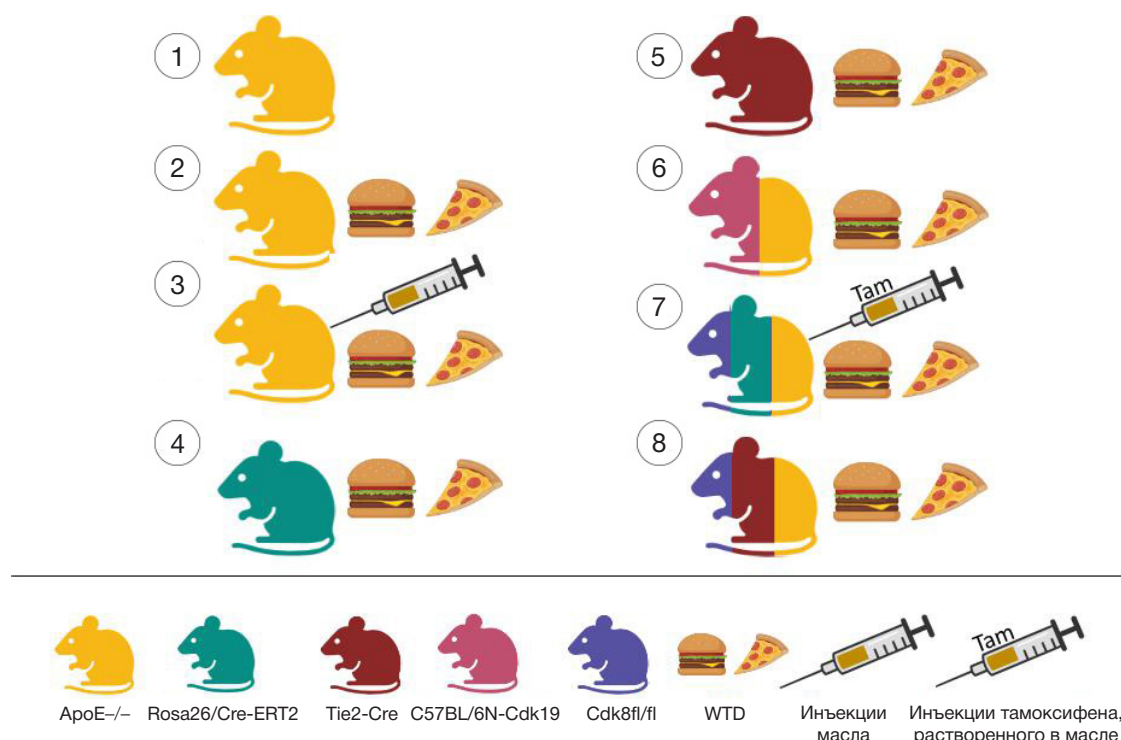 1
2
3
Tam
4
5
6
7
Tam
8
ApoE–/–
Rosa26/Cre-ERT2
Tie2-Cre
C57BL/6N-Cdk19
Cdk8fl/fl
WTD
Инъекции
масла
Инъекции тамоксифена,
растворенного в масле